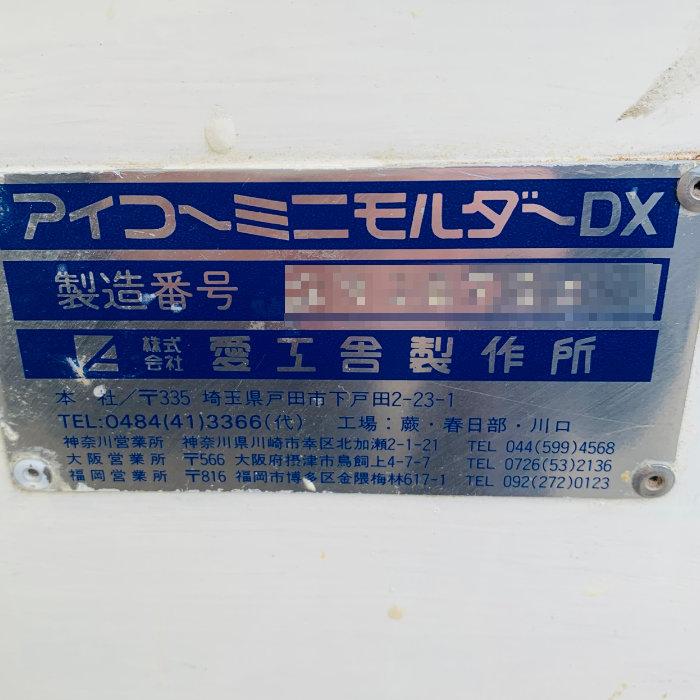 アイコーミニモルダーDX
製造番号
株式会社 愛工舎製作所
本 社/〒335 埼玉県戸田市下戸田2-23-1
TEL:0484(41)3366(代) 工場:蕨・春日部・川口
神奈川営業所 神奈川県川崎市幸区北加瀬2-1-21 TEL 044(599)4568
大阪営業所 〒566 大阪府摂津市鳥飼上4-7-7 TEL 0726(53)2136
福岡営業所 〒816 福岡市博多区金隈梅林617-1 TEL 092(272)0123